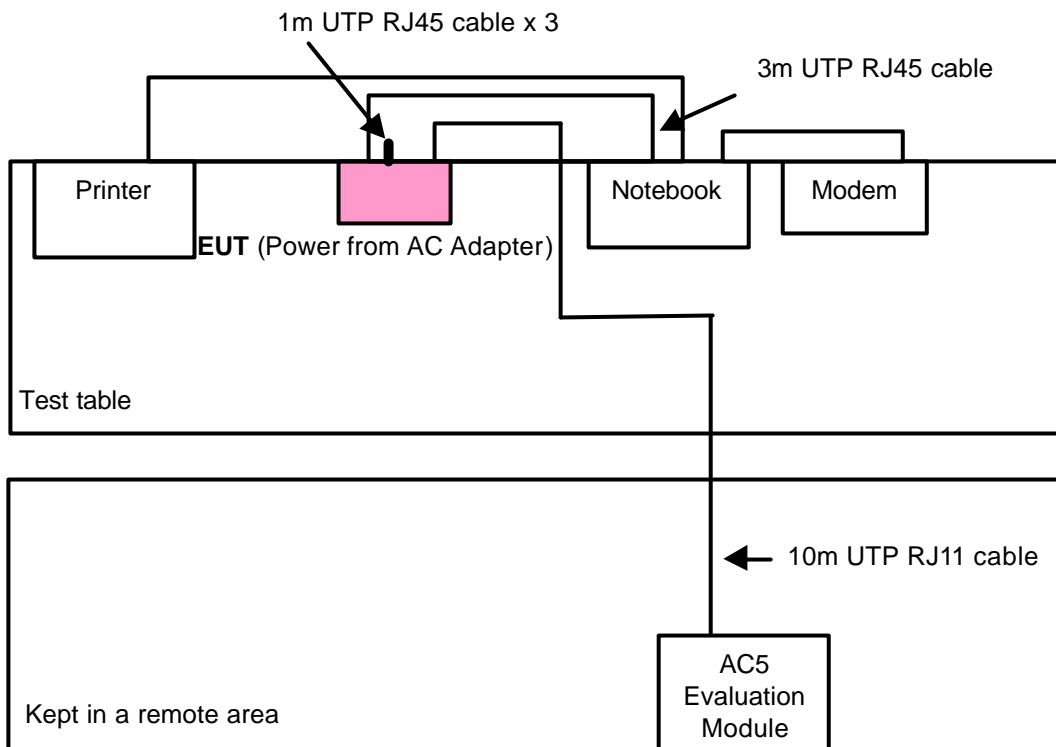 1m UTP RJ45 cable x 3
3m UTP RJ45 cable
Printer
Notebook
Modem
EUT (Power from AC Adapter)
Test table
10m UTP RJ11 cable
AC5
Evaluation
Module
Kept in a remote area